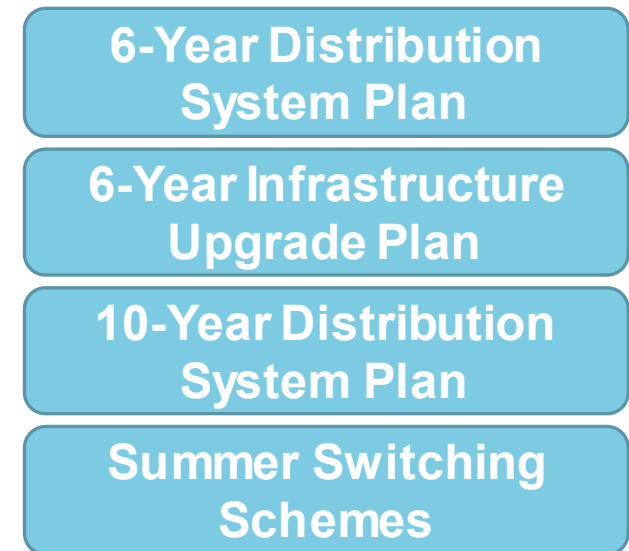 6-Year Distribution
System Plan
6-Year Infrastructure
Upgrade Plan
10-Year Distribution
System Plan
Summer Switching
Schemes